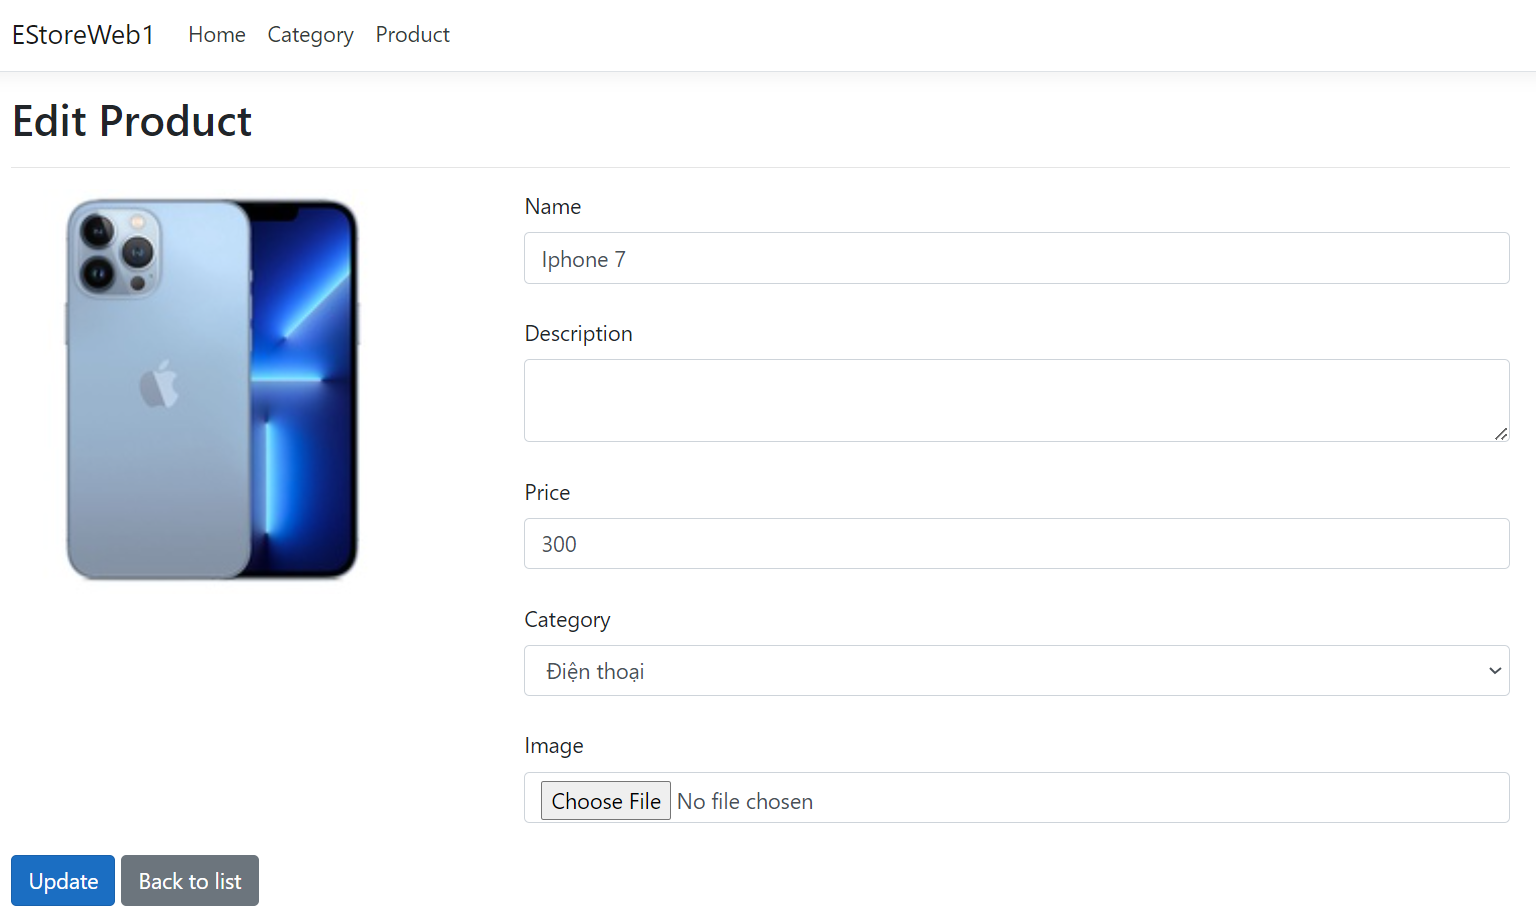 EStoreWeb1 Home Category Product
Edit Product
Name
Iphone 7
Description
Price
300
Category
Điện thoại
Image
Choose File No file chosen
Update Back to list